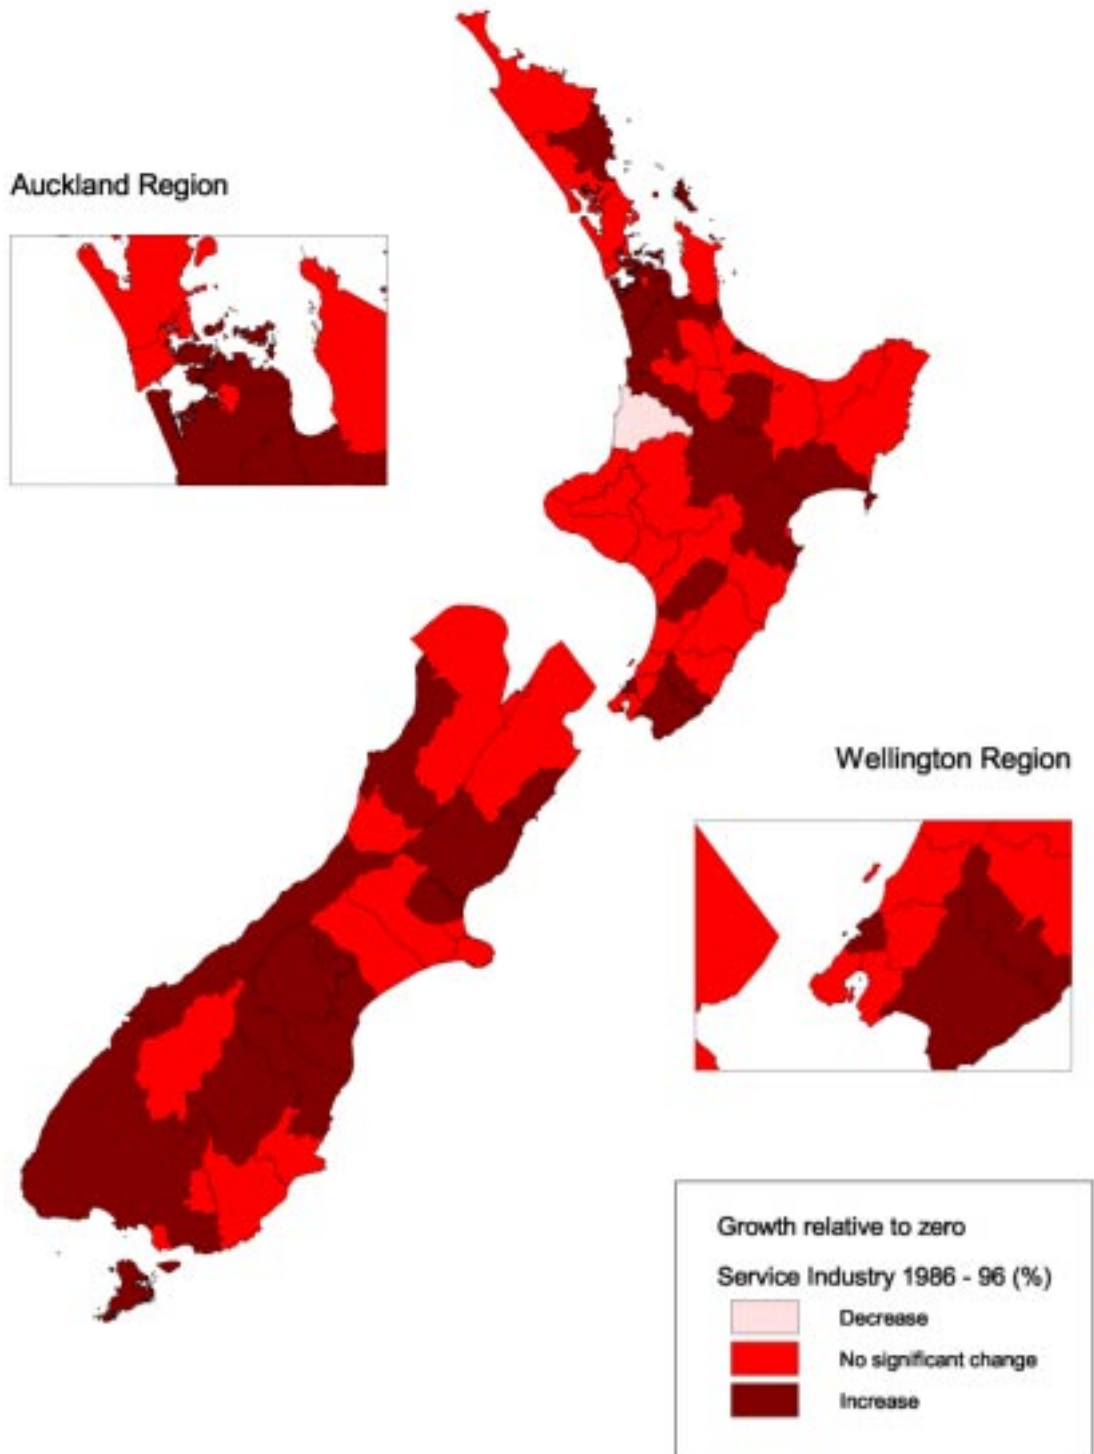 Auckland Region
Wellington Region
Growth relative to zero
Service Industry 1986 - 96 (%)
Decrease
No significant change
Increase